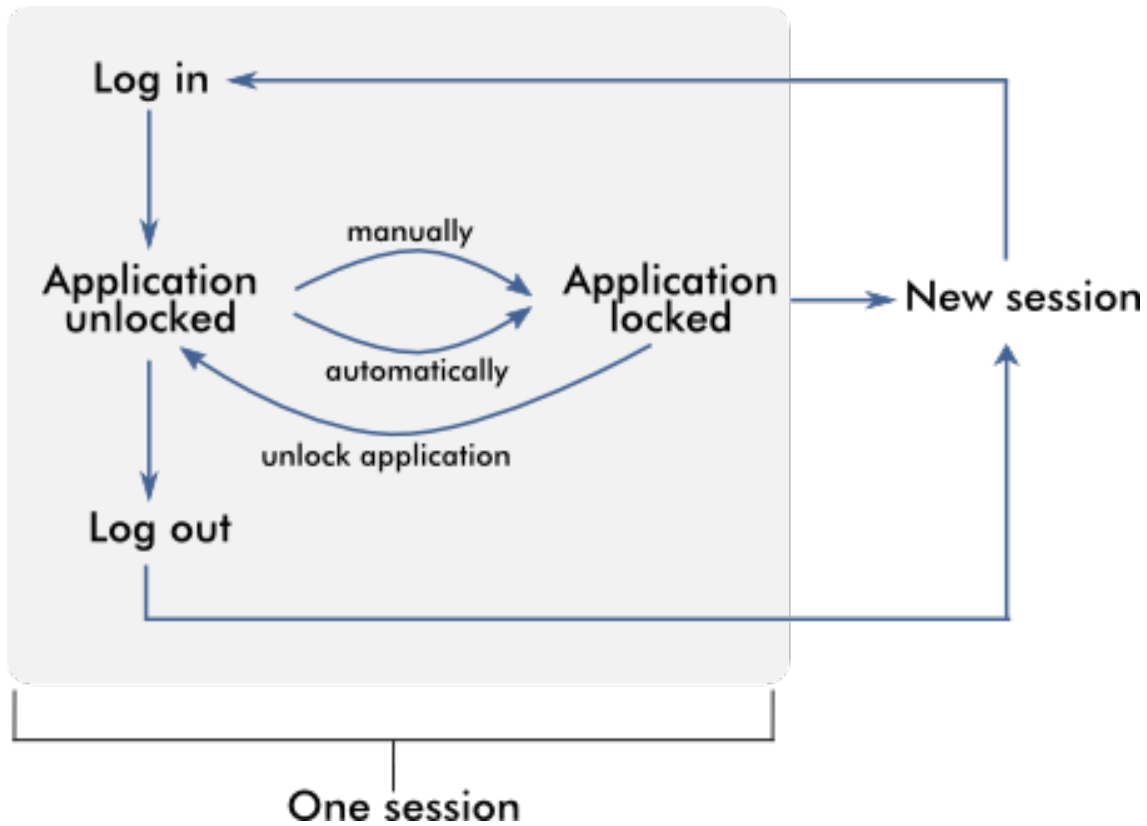 Log in
manually
Application
unlocked
Application
locked
New session
automatically
unlock application
Log out
One session